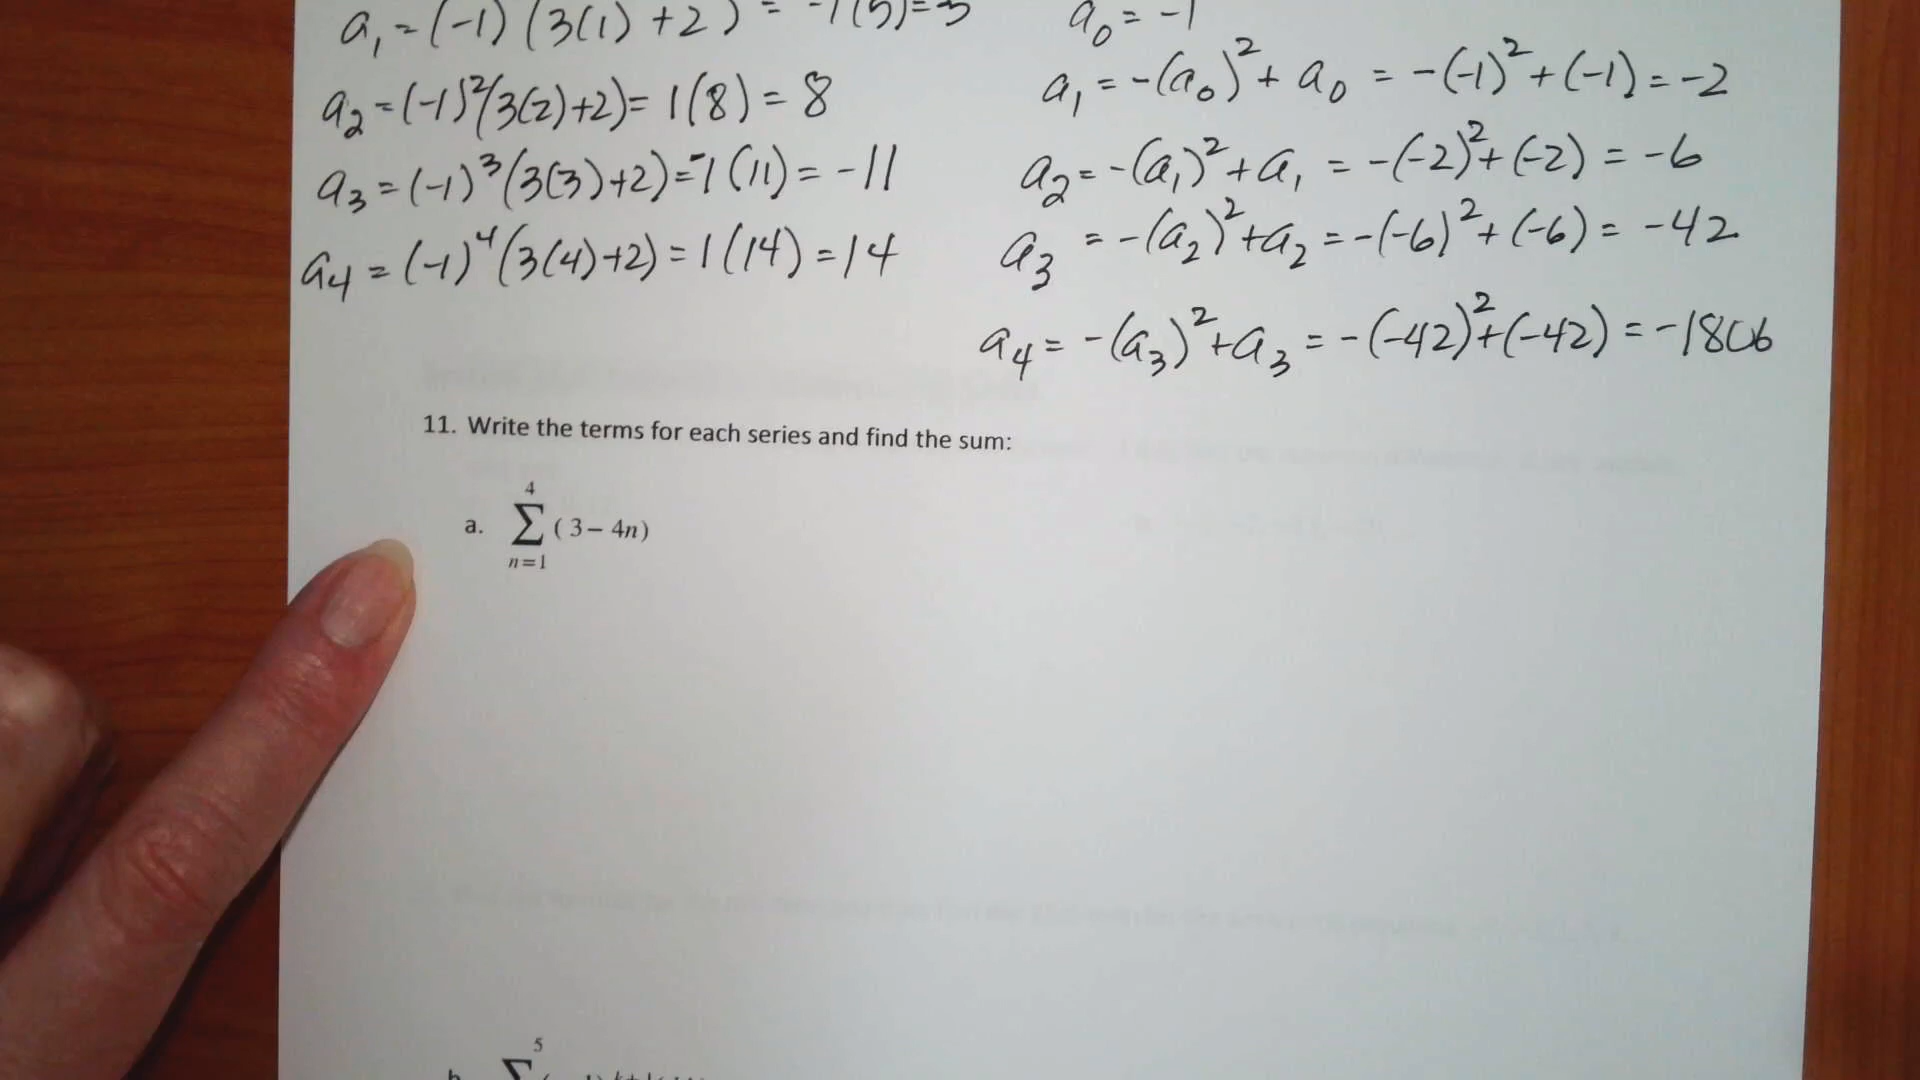 a₁ = (-1) (3(1) + 2) = -1(5) = 5
a₂ = (-1)²(3(2)+2) = 1(8) = 8
a₃ = (-1)³(3(3)+2) = -1(11) = -11
a₄ = (-1)⁴(3(4)+2) = 1(14) = 14
a₀ = -1
a₁ = -(a₀)² + a₀ = -(-1)² + (-1) = -2
a₂ = -(a₁)² + a₁ = -(-2)² + (-2) = -6
a₃ = -(a₂)² + a₂ = -(-6)² + (-6) = -42
a₄ = -(a₃)² + a₃ = -(-42)² + (-42) = -1806
11. Write the terms for each series and find the sum:
4
a. ∑ ( 3 – 4n)
n=1
5
∑